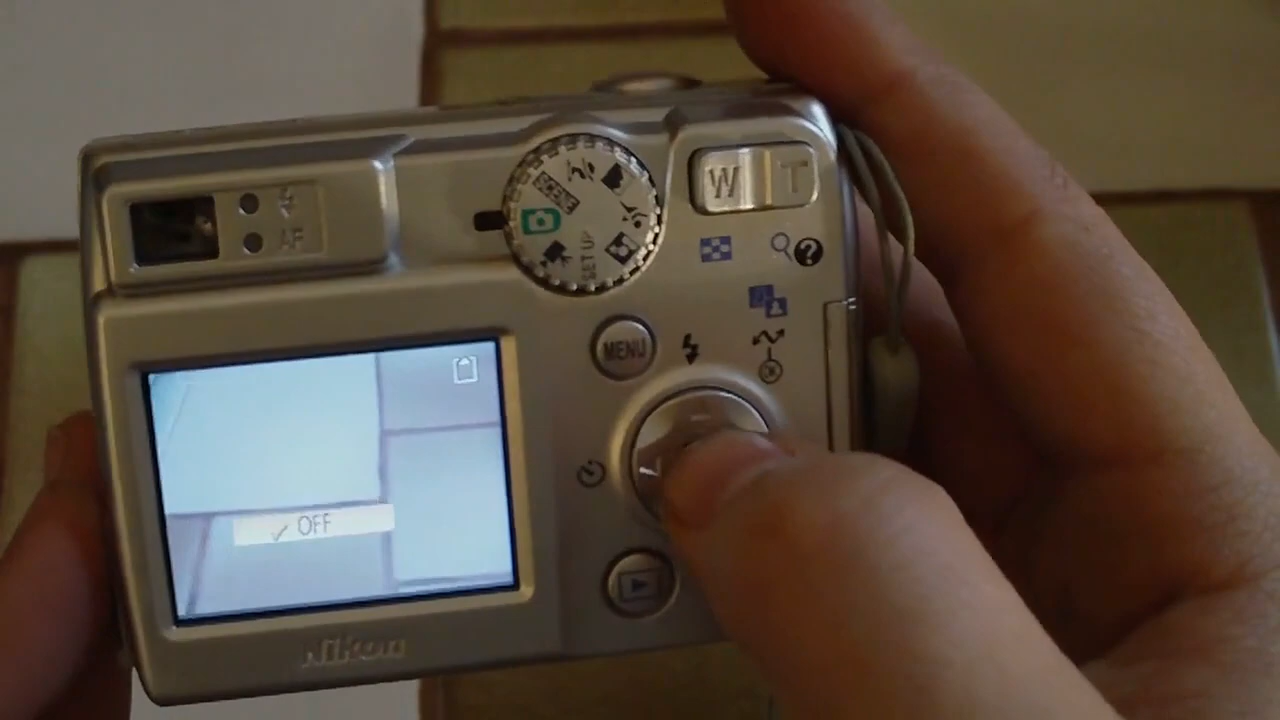 W T
SCENE
AF
SET UP
?
MENU
OFF
Nikon